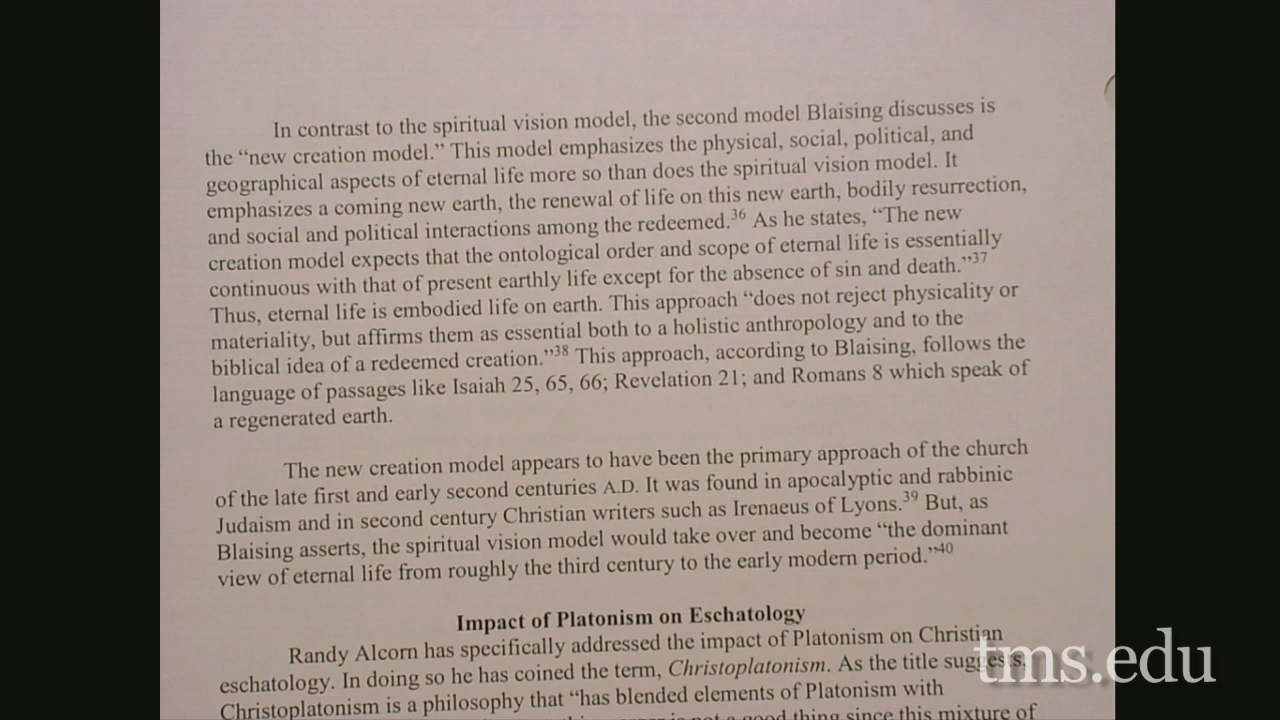 In contrast to the spiritual vision model, the second model Blaising discusses is
the “new creation model.” This model emphasizes the physical, social, political, and
geographical aspects of eternal life more so than does the spiritual vision model. It
emphasizes a coming new earth, the renewal of life on this new earth, bodily resurrection,
and social and political interactions among the redeemed.36 As he states, “The new
creation model expects that the ontological order and scope of eternal life is essentially
continuous with that of present earthly life except for the absence of sin and death.”37
Thus, eternal life is embodied life on earth. This approach “does not reject physicality or
materiality, but affirms them as essential both to a holistic anthropology and to the
biblical idea of a redeemed creation.”38 This approach, according to Blaising, follows the
language of passages like Isaiah 25, 65, 66; Revelation 21; and Romans 8 which speak of
a regenerated earth.
The new creation model appears to have been the primary approach of the church
of the late first and early second centuries A.D. It was found in apocalyptic and rabbinic
Judaism and in second century Christian writers such as Irenaeus of Lyons.39 But, as
Blaising asserts, the spiritual vision model would take over and become “the dominant
view of eternal life from roughly the third century to the early modern period.”40
Impact of Platonism on Eschatology
Randy Alcorn has specifically addressed the impact of Platonism on Christian
eschatology. In doing so he has coined the term, Christoplatonism. As the title suggests,
Christoplatonism is a philosophy that “has blended elements of Platonism with
is not a good thing since this mixture of
tms.edu